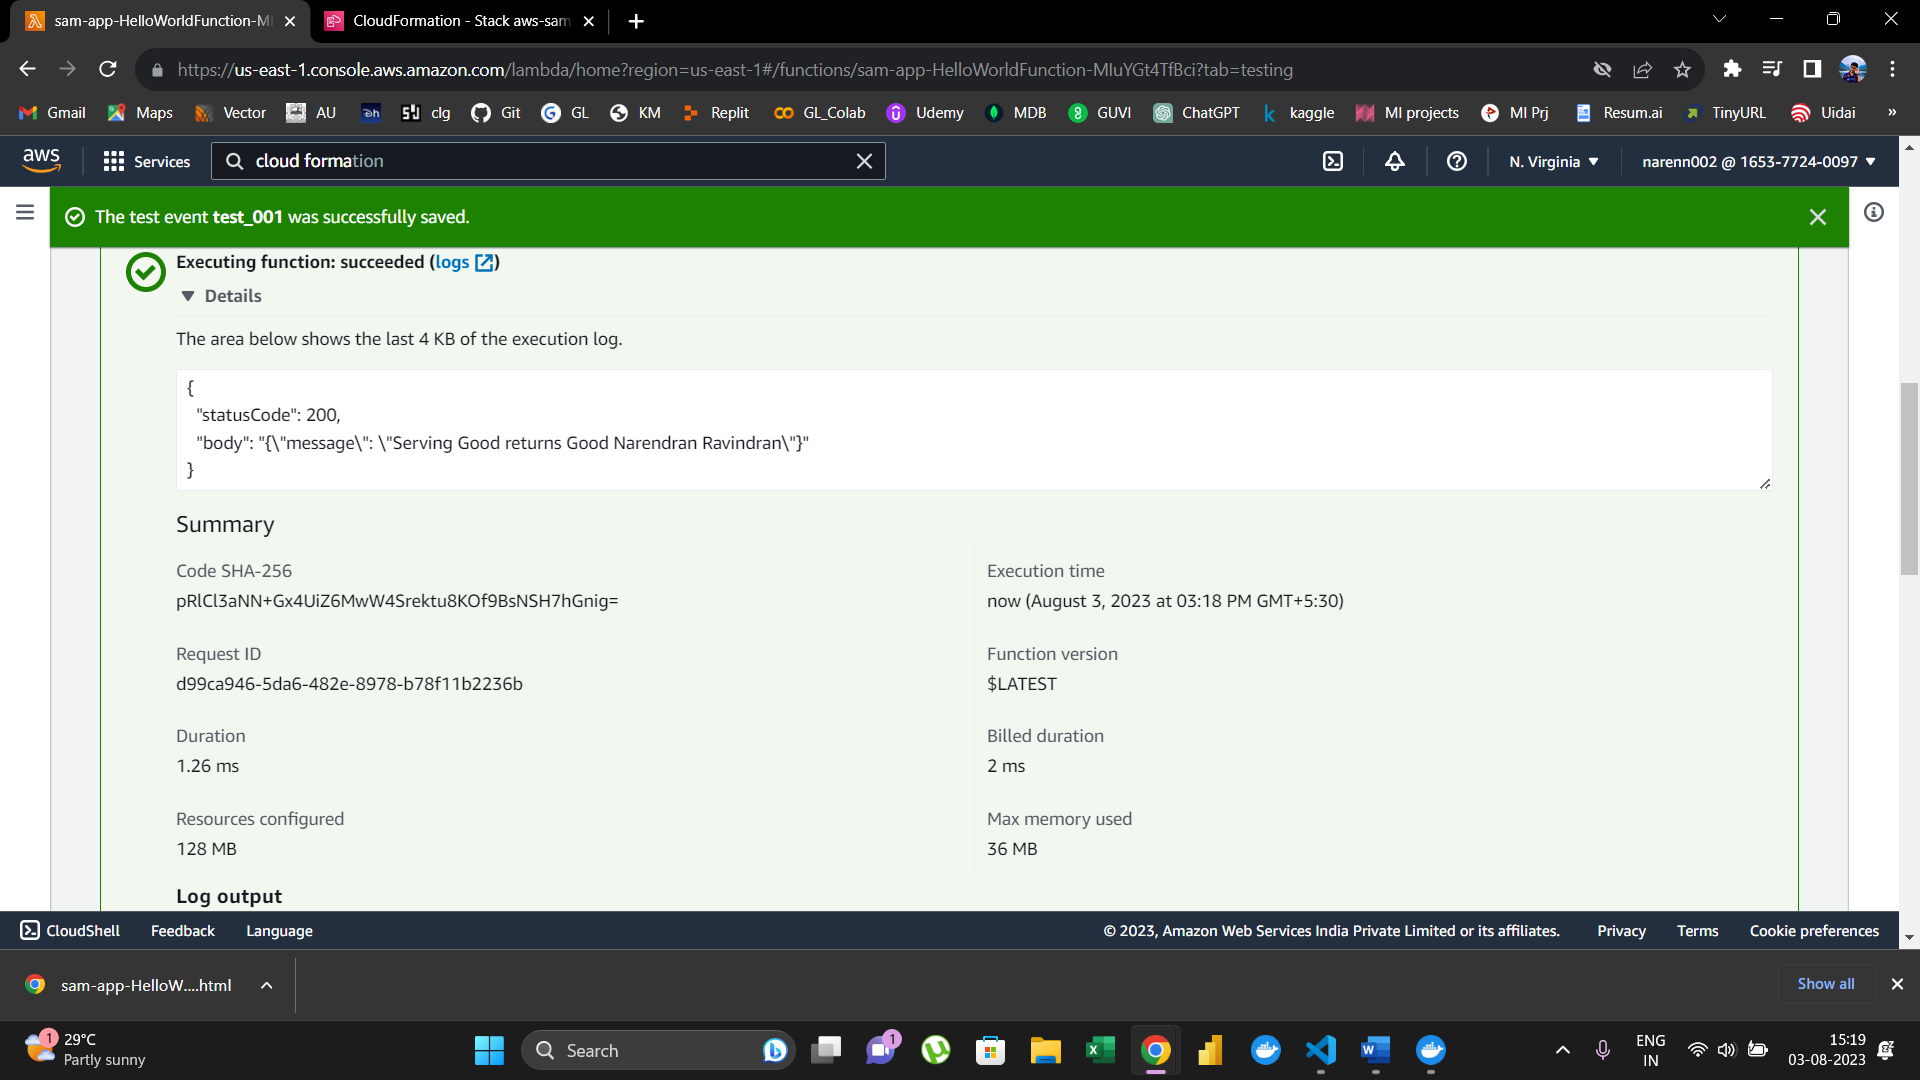 sam-app-HelloWorldFunction-MI
CloudFormation - Stack aws-sam
https://us-east-1.console.aws.amazon.com/lambda/home?region=us-east-1#/functions/sam-app-HelloWorldFunction-MIuYGt4TfBci?tab=testing
Gmail Maps Vector AU clg Git GL KM Replit GL_Colab Udemy MDB GUVI ChatGPT kaggle MI projects MI Prj Resum.ai TinyURL Uidai »
aws Services cloud formation N. Virginia narenn002 @ 1653-7724-0097
The test event test_001 was successfully saved.
Executing function: succeeded (logs)
Details
The area below shows the last 4 KB of the execution log.
{
"statusCode": 200,
"body": "{\"message\": \"Serving Good returns Good Narendran Ravindran\"}"
}
Summary
Code SHA-256
pRlCl3aNN+Gx4UiZ6MwW4Srektu8KOf9BsNSH7hGnig=
Execution time
now (August 3, 2023 at 03:18 PM GMT+5:30)
Request ID
d99ca946-5da6-482e-8978-b78f11b2236b
Function version
$LATEST
Duration
1.26 ms
Billed duration
2 ms
Resources configured
128 MB
Max memory used
36 MB
Log output
CloudShell Feedback Language © 2023, Amazon Web Services India Private Limited or its affiliates. Privacy Terms Cookie preferences
sam-app-HelloW....html Show all
1 29°C
Partly sunny
Search
1
ENG
IN
15:19
03-08-2023